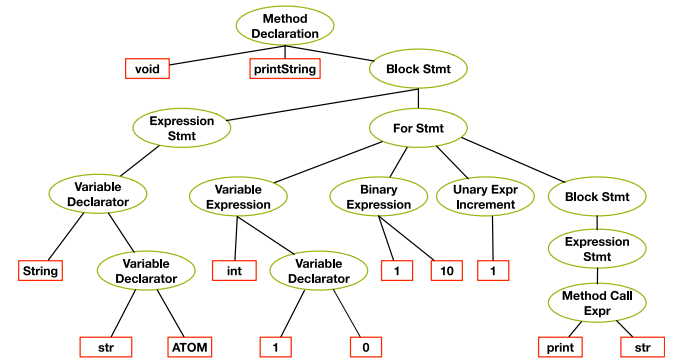 Method
Declaration
void
printString
Block Stmt
Expression
Stmt
For Stmt
Variable
Declarator
Variable
Expression
Binary
Expression
Unary Expr
Increment
Block Stmt
String
Variable
Declarator
int
Variable
Declarator
1
10
1
Expression
Stmt
Method Call
Expr
str
ATOM
1
0
print
str